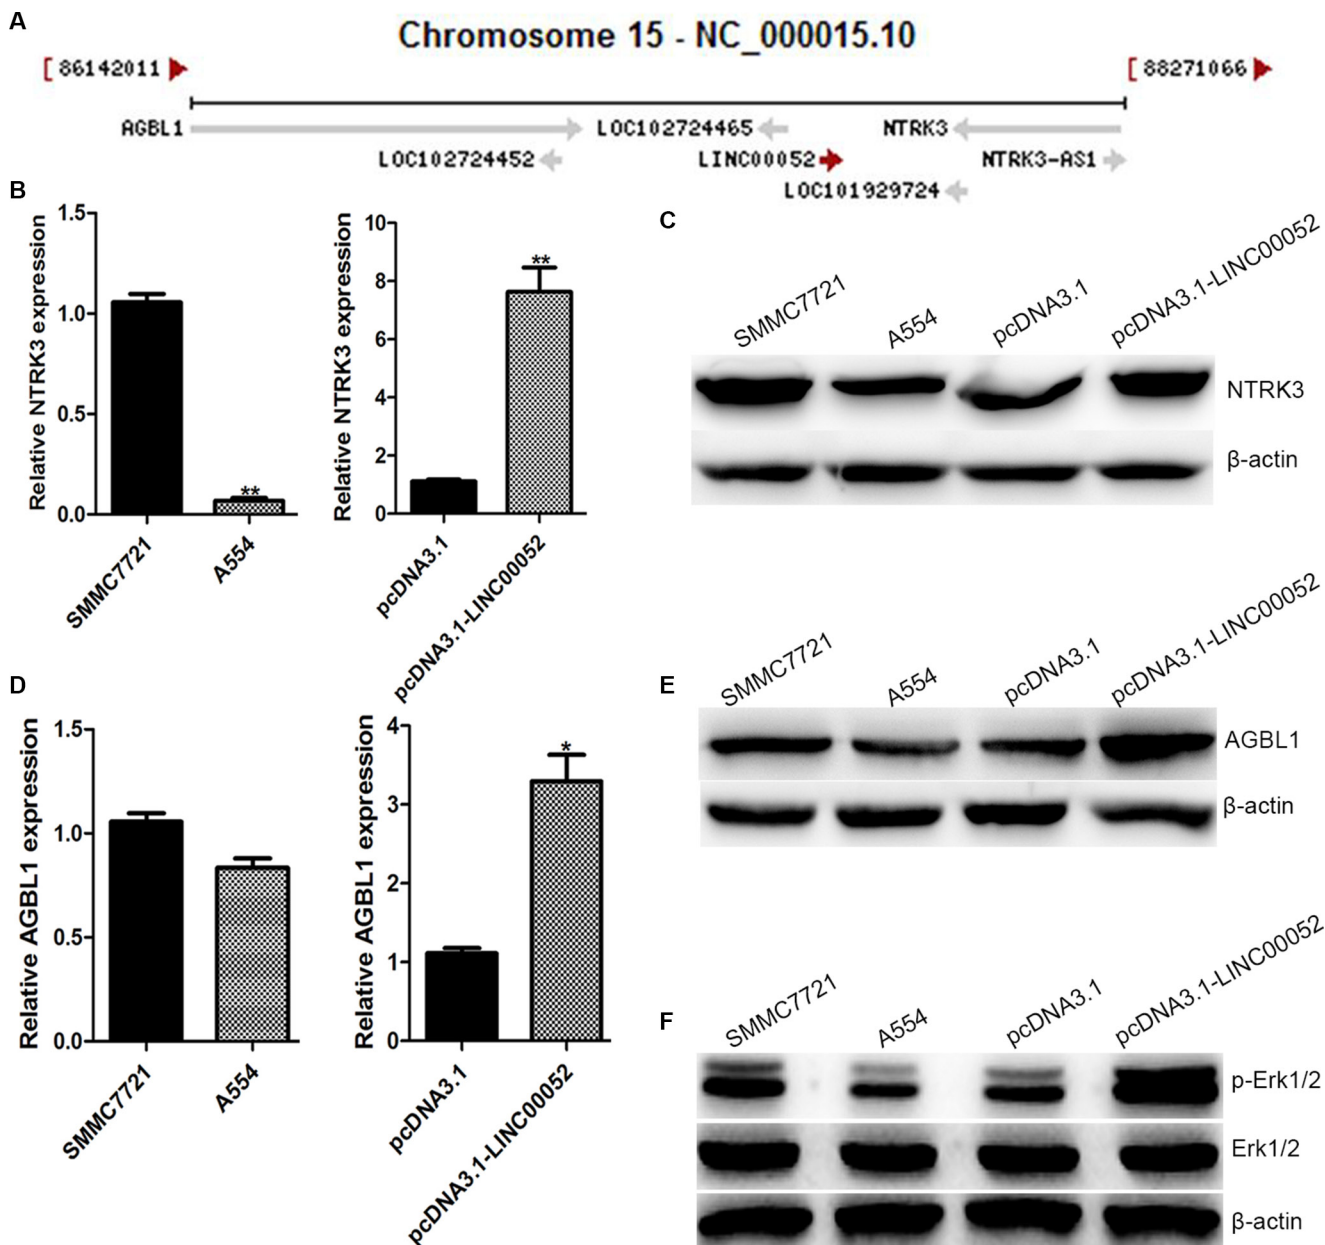 A
Chromosome 15 - NC_000015.10
[ 86142011
[ 88271066
AGBL1
LOC102724465
NTRK3
LOC102724452
LINC00052
NTRK3-AS1
LOC101929724
B
Relative NTRK3 expression
1.5
1.0
0.5
0.0
**
SMMC7721
A554
Relative NTRK3 expression
10
8
6
4
2
0
**
pcDNA3.1
pcDNA3.1-LINC00052
C
SMMC7721
A554
pcDNA3.1
pcDNA3.1-LINC00052
NTRK3
β-actin
D
Relative AGBL1 expression
1.5
1.0
0.5
0.0
SMMC7721
A554
Relative AGBL1 expression
4
3
2
1
0
*
pcDNA3.1
pcDNA3.1-LINC00052
E
SMMC7721
A554
pcDNA3.1
pcDNA3.1-LINC00052
AGBL1
β-actin
F
SMMC7721
A554
pcDNA3.1
pcDNA3.1-LINC00052
p-Erk1/2
Erk1/2
β-actin